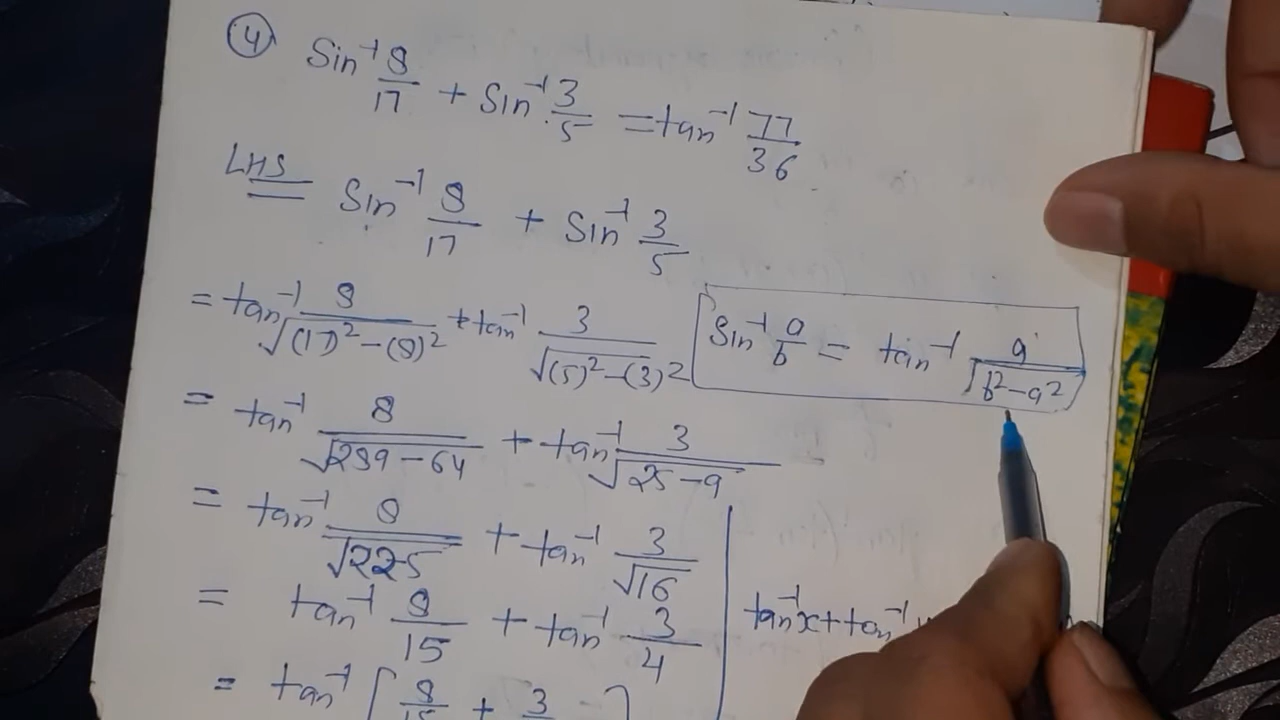 ④ Sin⁻¹ 8/17 + Sin⁻¹ 3/5 = tan⁻¹ 77/36
LHS Sin⁻¹ 8/17 + Sin⁻¹ 3/5
= tan⁻¹ 8/√(17)²-(8)² + tan⁻¹ 3/√(5)²-(3)²
Sin⁻¹ a/b = tan⁻¹ a/√b²-a²
= tan⁻¹ 8/√289-64 + tan⁻¹ 3/√25-9
= tan⁻¹ 8/√225 + tan⁻¹ 3/√16
= tan⁻¹ 8/15 + tan⁻¹ 3/4
tan⁻¹x + tan⁻¹
= tan⁻¹ [ 8/15 + 3/ ]